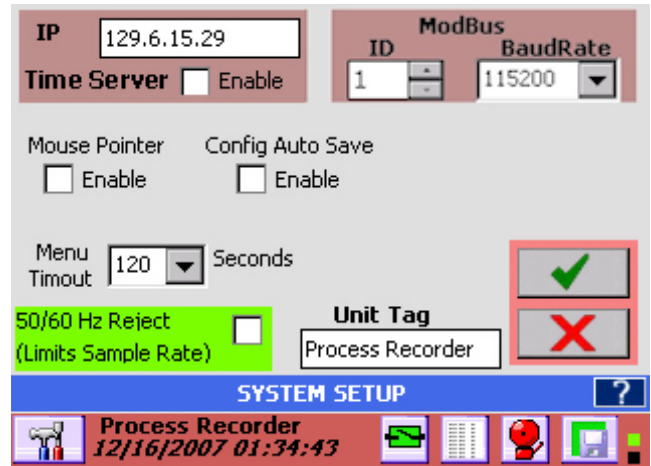 IP 129.6.15.29
Time Server Enable
ModBus
ID BaudRate
1 115200
Mouse Pointer Config Auto Save
Enable Enable
Menu Timout 120 Seconds
50/60 Hz Reject
(Limits Sample Rate)
Unit Tag
Process Recorder
SYSTEM SETUP ?
Process Recorder
12/16/2007 01:34:43